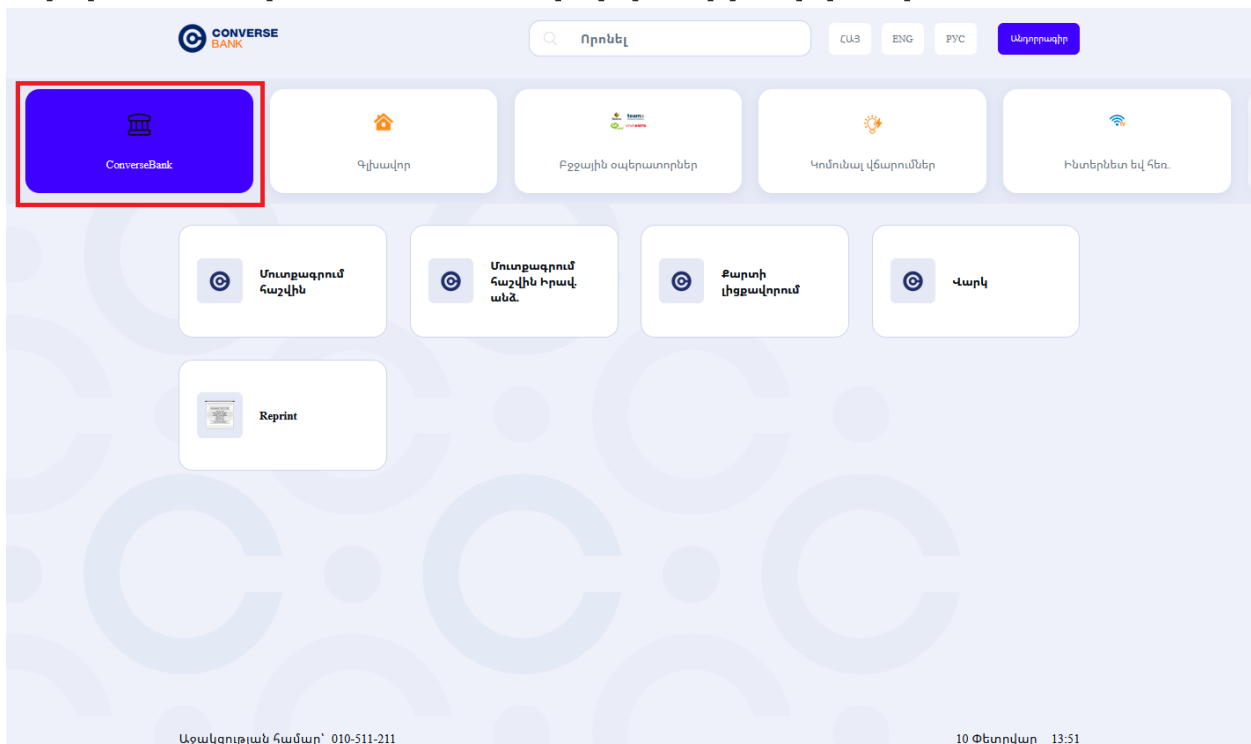 CONVERSE
BANK
Որոնել
ՀԱՅ
ENG
РУС
Անդորրագիր
ConverseBank
Գլխավոր
Բջջային օպերատորներ
Կոմունալ վճարումներ
Ինտերնետ եվ հեռ.
Մուտքագրում
հաշվին
Մուտքագրում
հաշվին Իրավ.
անձ.
Քարտի
լիցքավորում
Վարկ
Reprint
Աջակցության համար՝ 010-511-211
10 Փետրվար 13:51